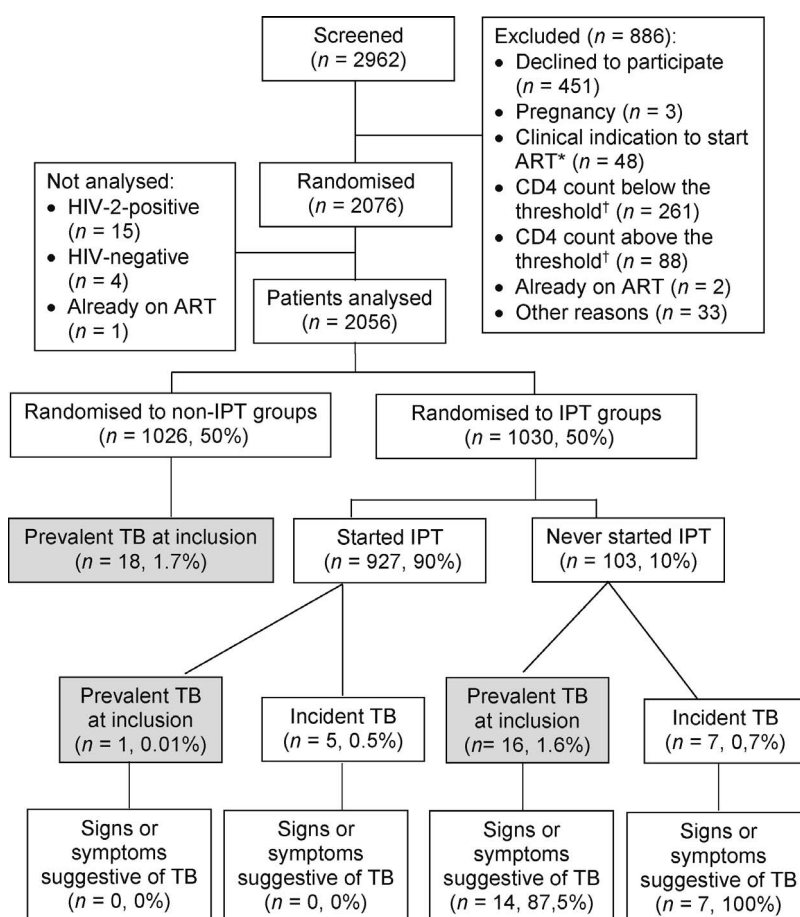 Screened
(n = 2962)
Excluded (n = 886):
• Declined to participate
(n = 451)
• Pregnancy (n = 3)
• Clinical indication to start
ART* (n = 48)
• CD4 count below the
threshold† (n = 261)
• CD4 count above the
threshold† (n = 88)
• Already on ART (n = 2)
• Other reasons (n = 33)
Randomised
(n = 2076)
Not analysed:
• HIV-2-positive
(n = 15)
• HIV-negative
(n = 4)
• Already on ART
(n = 1)
Patients analysed
(n = 2056)
Randomised to non-IPT groups
(n = 1026, 50%)
Randomised to IPT groups
(n = 1030, 50%)
Prevalent TB at inclusion
(n = 18, 1.7%)
Started IPT
(n = 927, 90%)
Never started IPT
(n = 103, 10%)
Prevalent TB
at inclusion
(n = 1, 0.01%)
Incident TB
(n = 5, 0.5%)
Prevalent TB
at inclusion
(n= 16, 1.6%)
Incident TB
(n = 7, 0,7%)
Signs or
symptoms
suggestive of TB
(n = 0, 0%)
Signs or
symptoms
suggestive of TB
(n = 0, 0%)
Signs or
symptoms
suggestive of TB
(n = 14, 87,5%)
Signs or
symptoms
suggestive of TB
(n = 7, 100%)